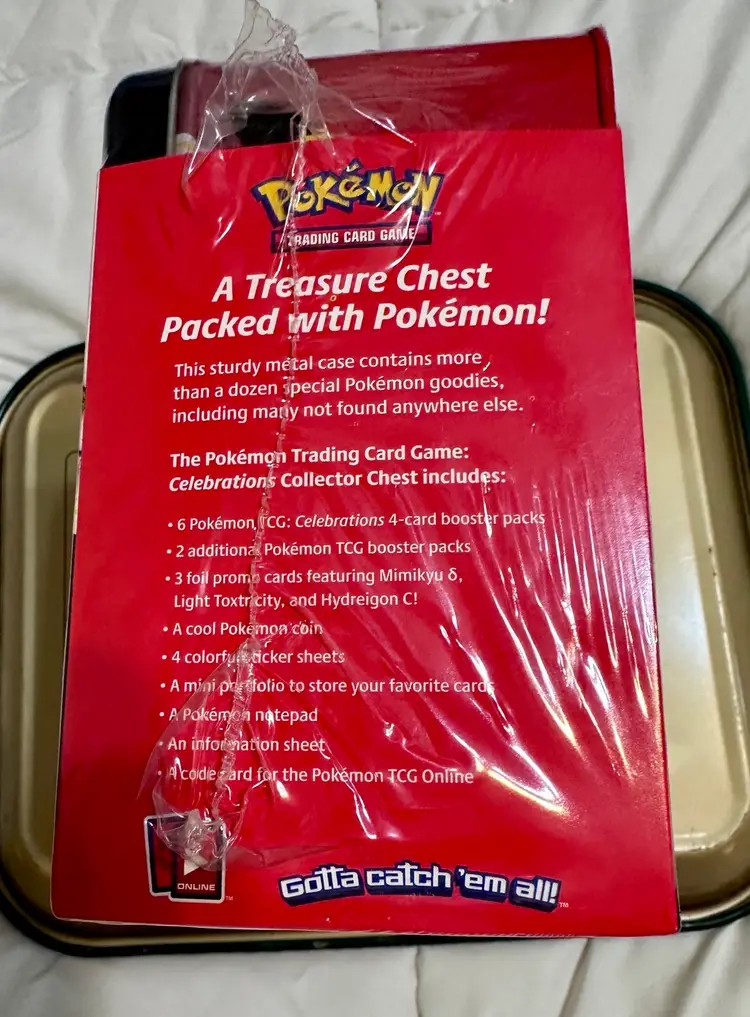 POKéMON
TRADING CARD GAME
A Treasure Chest
Packed with Pokémon!
This sturdy metal case contains more
than a dozen special Pokémon goodies,
including many not found anywhere else.
The Pokémon Trading Card Game:
Celebrations Collector Chest includes:
• 6 Pokémon TCG: Celebrations 4-card booster packs
• 2 additional Pokémon TCG booster packs
• 3 foil promo cards featuring Mimikyu δ,
Light Toxtricity, and Hydreigon C!
• A cool Pokémon coin
• 4 colorful sticker sheets
• A mini portfolio to store your favorite cards
• A Pokémon notepad
• An information sheet
• A code card for the Pokémon TCG Online
ONLINE
TM
Gotta catch 'em all!
TM